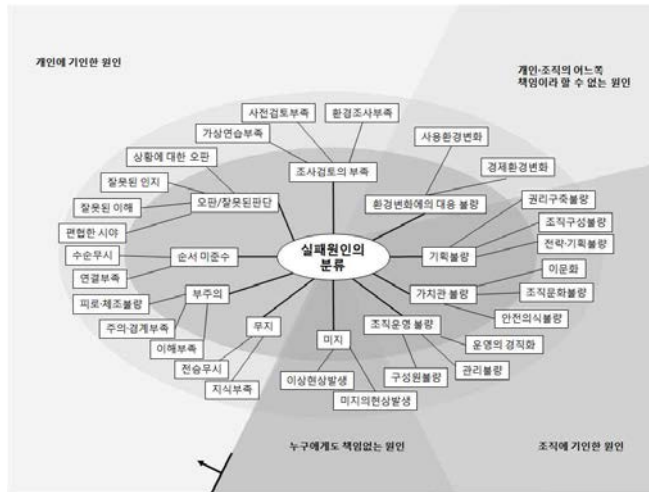 개인에 기인한 원인
개인·조직의 어느쪽
책임이라 할 수 없는 원인
사전검토부족
환경조사부족
가상연습부족
사용환경변화
상황에 대한 오판
조사검토의 부족
경제환경변화
잘못된 인지
잘못된 이해
오판/잘못된판단
환경변화에의 대응 불량
권리구축불량
편협한 시야
조직구성불량
수순무시
순서 미준수
실패원인의
분류
기획불량
전략·기획불량
연결부족
이문화
부주의
가치관 불량
조직문화불량
피로·체조불량
안전의식불량
주의·경계부족
무지
미지
조직운영 불량
이해부족
운영의 경직화
전승무시
이상현상발생
구성원불량
관리불량
지식부족
미지의현상발생
누구에게도 책임없는 원인
조직에 기인한 원인